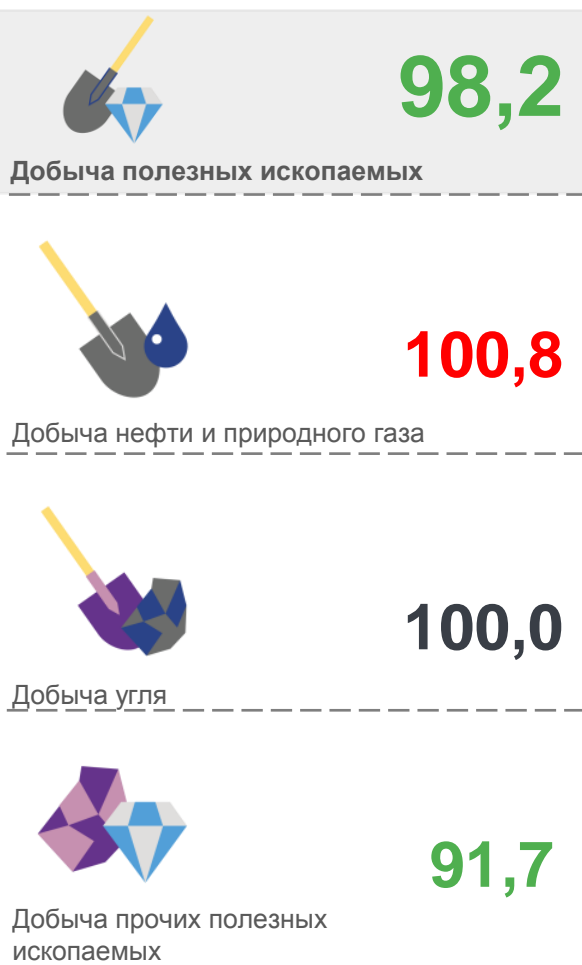 98,2
Добыча полезных ископаемых
100,8
Добыча нефти и природного газа
100,0
Добыча угля
91,7
Добыча прочих полезных
ископаемых